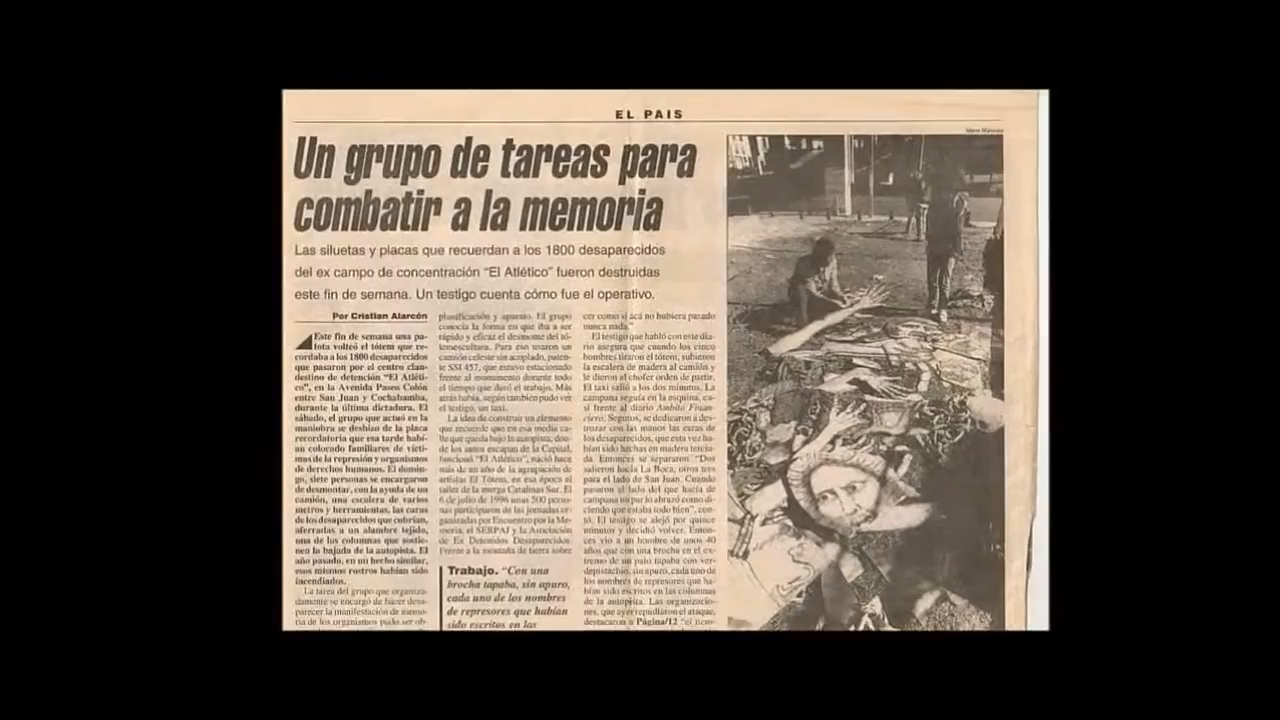 EL PAIS
Un grupo de tareas para
combatir a la memoria
Las siluetas y placas que recuerdan a los 1800 desaparecidos
del ex campo de concentración "El Atlético" fueron destruidas
este fin de semana. Un testigo cuenta cómo fue el operativo.
Por Cristian Alarcón
Este fin de semana una pa-
tota volteó el tótem que re-
cordaba a los 1800 desaparecidos
que pasaron por el centro clan-
destino de detención "El Atléti-
co", en la Avenida Paseo Colón
entre San Juan y Cochabamba,
durante la última dictadura. El
sábado, el grupo que actuó en la
maniobra se deshizo de la placa
recordatoria que esa tarde habí-
an colocado familiares de vícti-
mas de la represión y organismos
de derechos humanos. El domin-
go, siete personas se encargaron
de desmontar, con la ayuda de un
camión, una escalera de varios
metros y herramientas, las caras
de los desaparecidos que cubrían,
aferradas a un alambre tejida,
una de las columnas que sostie-
nen la bajada de la autopista. El
año pasado, en un hecho similar,
esos mismos rostros habían sido
incendiados.
La tarea del grupo que organiza-
damente se encargó de hacer desa-
parecer la manifestación de memo-
ria de los organismos pudo ser ob-
planificación y aparato. El grupo
conocía la forma en que iba a ser
rápido y eficaz el desmonte del tó-
tem-escultura. Para eso usaron un
camión celeste sin acoplado, paten-
te SSI 457, que estuvo estacionado
frente al monumento durante todo
el tiempo que duró el trabajo. Más
atrás había, según también pudo ver
el testigo, un taxi.
La idea de construir un elemento
que recuerde que en esa media ca-
lle que queda bajo la autopista, don-
de los autos escapan de la Capital,
funcionó "El Atlético", nació hace
más de un año de la agrupación de
artistas El Tótem, en esa época el
taller de la murga Catalinas Sur. El
6 de julio de 1996 unas 500 perso-
nas participaron de las jornadas or-
ganizadas por Encuentro por la Me-
moria, el SERPAJ y la Asociación
de Ex Detenidos Desaparecidos.
Frente a la montaña de tierra sobre
Trabajo. "Con una
brocha tapaba, sin apuro,
cada uno de los nombres
de represores que habían
sido escritos en las
cer como si acá no hubiera pasado
nunca nada."
El testigo que habló con este dia-
rio asegura que cuando los cinco
hombres tiraron el tótem, subieron
la escalera de madera al camión y
le dieron al chofer orden de partir.
El taxi salió a los dos minutos. La
campana seguía en la esquina, ca-
si frente al diario Ambito Finan-
ciero. Seguros, se dedicaron a des-
trozar con las manos las caras de
los desaparecidos, que esta vez ha-
bían sido hechas en madera tercia-
da. Entonces se separaron. "Dos
salieron hacia La Boca, otros tres
para el lado de San Juan. Cuando
pasaron al lado del que hacía de
campana un par lo abrazó como di-
ciendo que estaba todo bien", con-
tó. El testigo se alejó por quince
minutos y decidió volver. Enton-
ces vio a un hombre de unos 40
años que con una brocha en el ex-
tremo de un palo tapaba con ver-
de pistacho, sin apuro, cada uno de
los nombres de represores que ha-
bían sido escritos en las columnas
de la autopista. Las organizacio-
nes, que ayer repudiaron el ataque,
destacaron a Página/12 "el tiem-